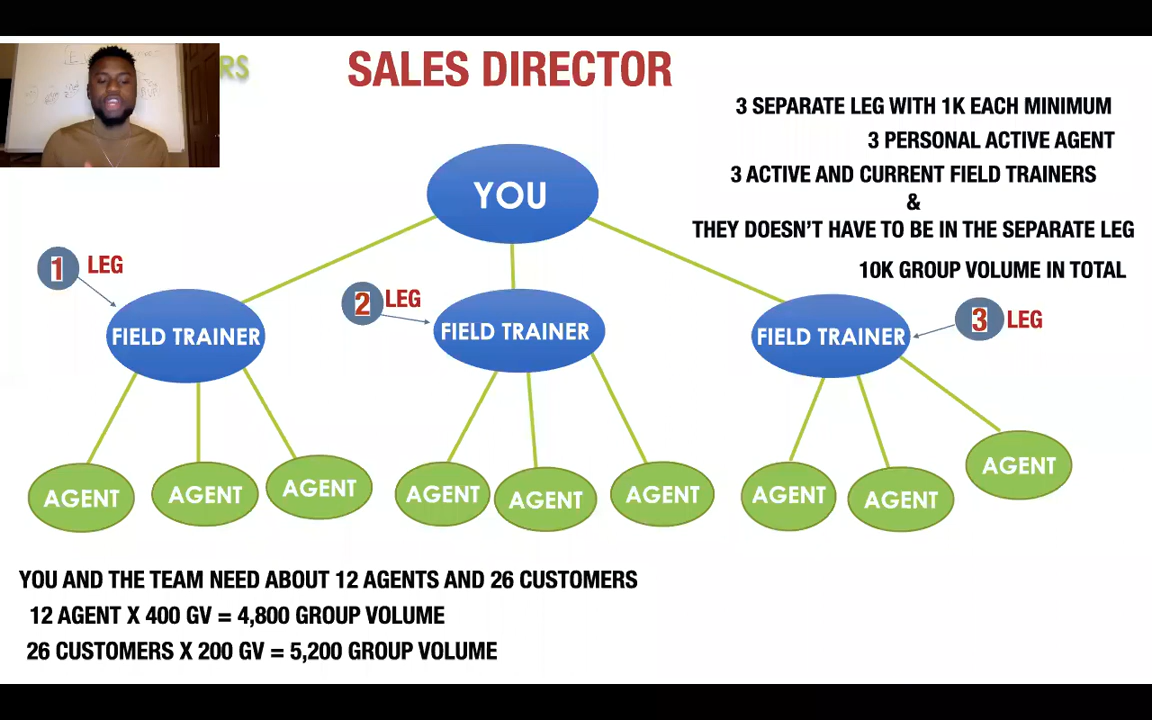 RS
SALES DIRECTOR
3 SEPARATE LEG WITH 1K EACH MINIMUM
3 PERSONAL ACTIVE AGENT
3 ACTIVE AND CURRENT FIELD TRAINERS
&
THEY DOESN'T HAVE TO BE IN THE SEPARATE LEG
10K GROUP VOLUME IN TOTAL
YOU
1 LEG
2 LEG
3 LEG
FIELD TRAINER
FIELD TRAINER
FIELD TRAINER
AGENT
AGENT
AGENT
AGENT
AGENT
AGENT
AGENT
AGENT
AGENT
YOU AND THE TEAM NEED ABOUT 12 AGENTS AND 26 CUSTOMERS
12 AGENT X 400 GV = 4,800 GROUP VOLUME
26 CUSTOMERS X 200 GV = 5,200 GROUP VOLUME